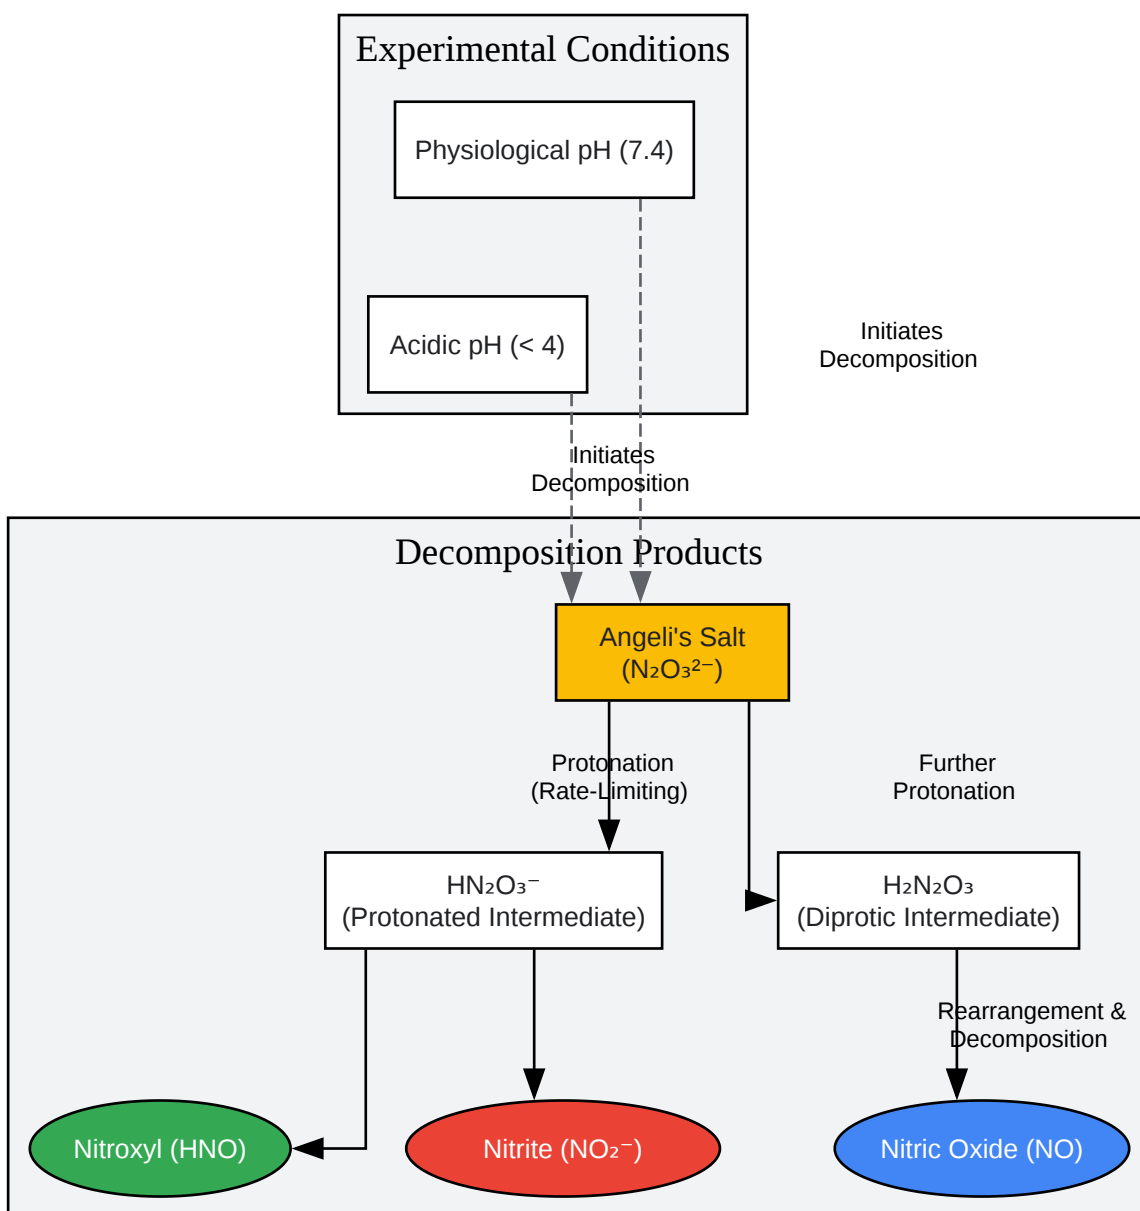 Experimental Conditions
Physiological pH (7.4)
Acidic pH (< 4)
Initiates
Decomposition
Initiates
Decomposition
Decomposition Products
Angeli's Salt
(N₂O₃²⁻)
Protonation
(Rate-Limiting)
Further
Protonation
HN₂O₃⁻
(Protonated Intermediate)
H₂N₂O₃
(Diprotic Intermediate)
Rearrangement &
Decomposition
Nitroxyl (HNO)
Nitrite (NO₂⁻)
Nitric Oxide (NO)